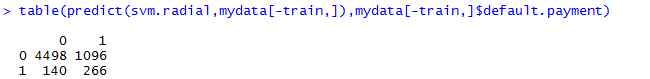 > table(predict(svm.radial,mydata[-train,]),mydata[-train,]$default.payment)
0 1
0 4498 1096
1 140 266